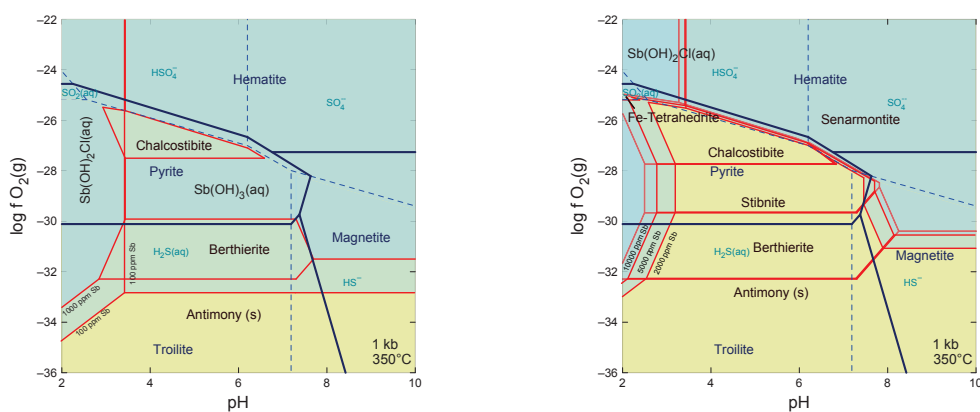 −22
−24
−26
−28
−30
−32
−34
−36
log f O2(g)
2
4
6
8
10
pH
HSO4−
Hematite
SO2(aq)
SO4−
Chalcostibite
Sb(OH)2Cl(aq)
Pyrite
Sb(OH)3(aq)
100 ppm Sb
Magnetite
H2S(aq)
Berthierite
HS−
1000 ppm Sb
100 ppm Sb
Antimony (s)
Troilite
1 kb
350°C
−22
−24
−26
−28
−30
−32
−34
−36
log f O2(g)
2
4
6
8
10
pH
Sb(OH)2Cl(aq)
HSO4−
Hematite
SO2(aq)
SO4−
Fe-Tetrahedrite
Senarmontite
Chalcostibite
Pyrite
Stibnite
10000 ppm Sb
5000 ppm Sb
2000 ppm Sb
H2S(aq)
Berthierite
Magnetite
HS−
Antimony (s)
Troilite
1 kb
350°C